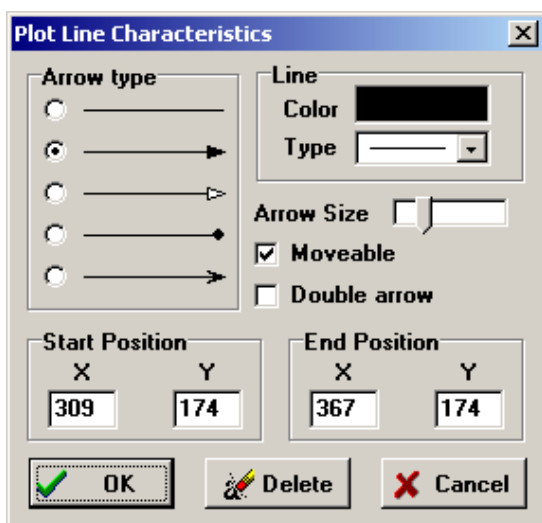 Plot Line Characteristics
Arrow type
Line
Color
Type
Arrow Size
Moveable
Double arrow
Start Position
X Y
309 174
End Position
X Y
367 174
OK
Delete
Cancel